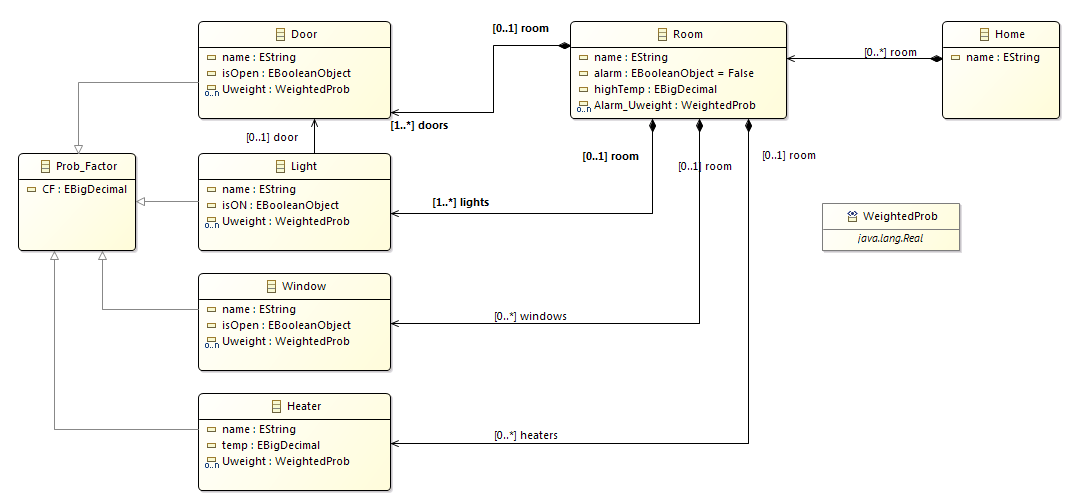 Door
name : EString
isOpen : EBooleanObject
0..n Uweight : WeightedProb
[0..1] room
[1..*] doors
Room
name : EString
alarm : EBooleanObject = False
highTemp : EBigDecimal
0..n Alarm_Uweight : WeightedProb
[0..*] room
Home
name : EString
[0..1] door
Prob_Factor
CF : EBigDecimal
Light
name : EString
isON : EBooleanObject
0..n Uweight : WeightedProb
[0..1] room
[1..*] lights
[0..1] room
[0..1] room
WeightedProb
java.lang.Real
Window
name : EString
isOpen : EBooleanObject
0..n Uweight : WeightedProb
[0..*] windows
Heater
name : EString
temp : EBigDecimal
0..n Uweight : WeightedProb
[0..*] heaters